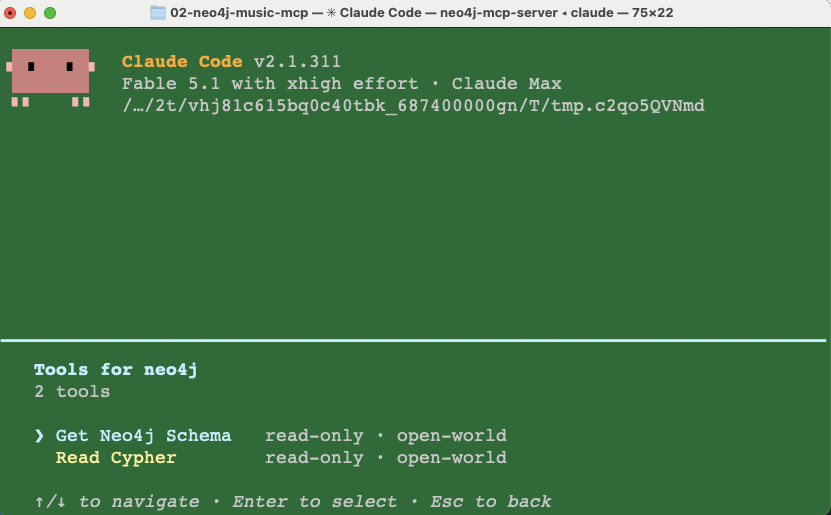 02-neo4j-music-mcp — ✳ Claude Code — neo4j-mcp-server ◂ claude — 75×22
Claude Code v2.1.311
Fable 5.1 with xhigh effort · Claude Max
/…/2t/vhj81c615bq0c40tbk_687400000gn/T/tmp.c2qo5QVNmd
Tools for neo4j
2 tools
❯ Get Neo4j Schema   read-only · open-world
Read Cypher   read-only · open-world
↑/↓ to navigate · Enter to select · Esc to back